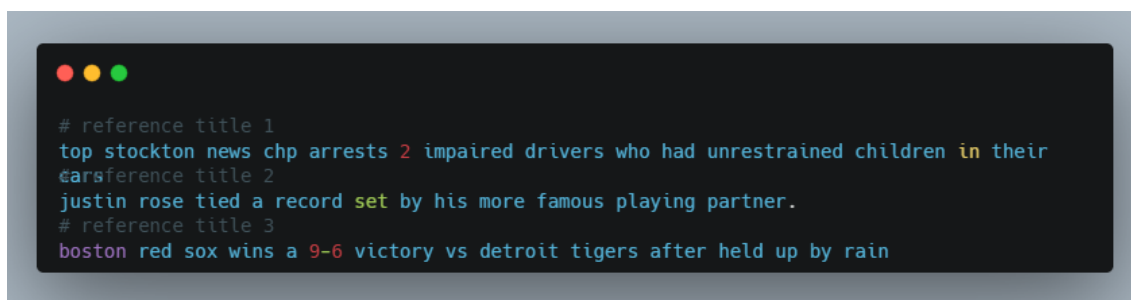 # reference title 1
top stockton news chp arrests 2 impaired drivers who had unrestrained children in their
cars
# reference title 2
justin rose tied a record set by his more famous playing partner.
# reference title 3
boston red sox wins a 9-6 victory vs detroit tigers after held up by rain